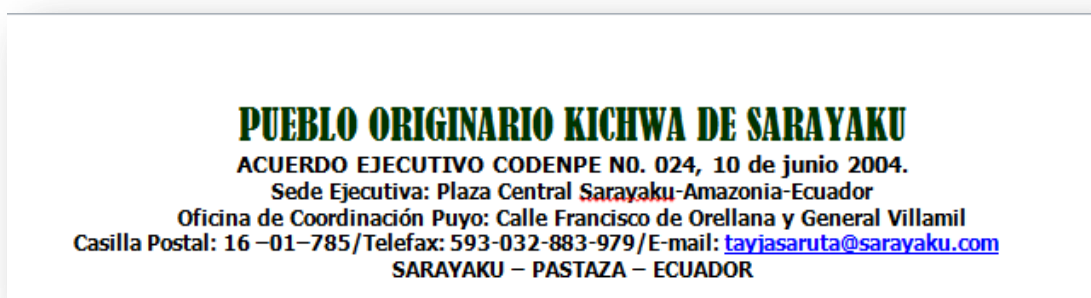 PUEBLO ORIGINARIO KICHWA DE SARAYAKU
ACUERDO EJECUTIVO CODENPE N0. 024, 10 de junio 2004.
Sede Ejecutiva: Plaza Central Sarayaku-Amazonia-Ecuador
Oficina de Coordinación Puyo: Calle Francisco de Orellana y General Villamil
Casilla Postal: 16 –01–785/Telefax: 593-032-883-979/E-mail: tayjasaruta@sarayaku.com
SARAYAKU – PASTAZA – ECUADOR